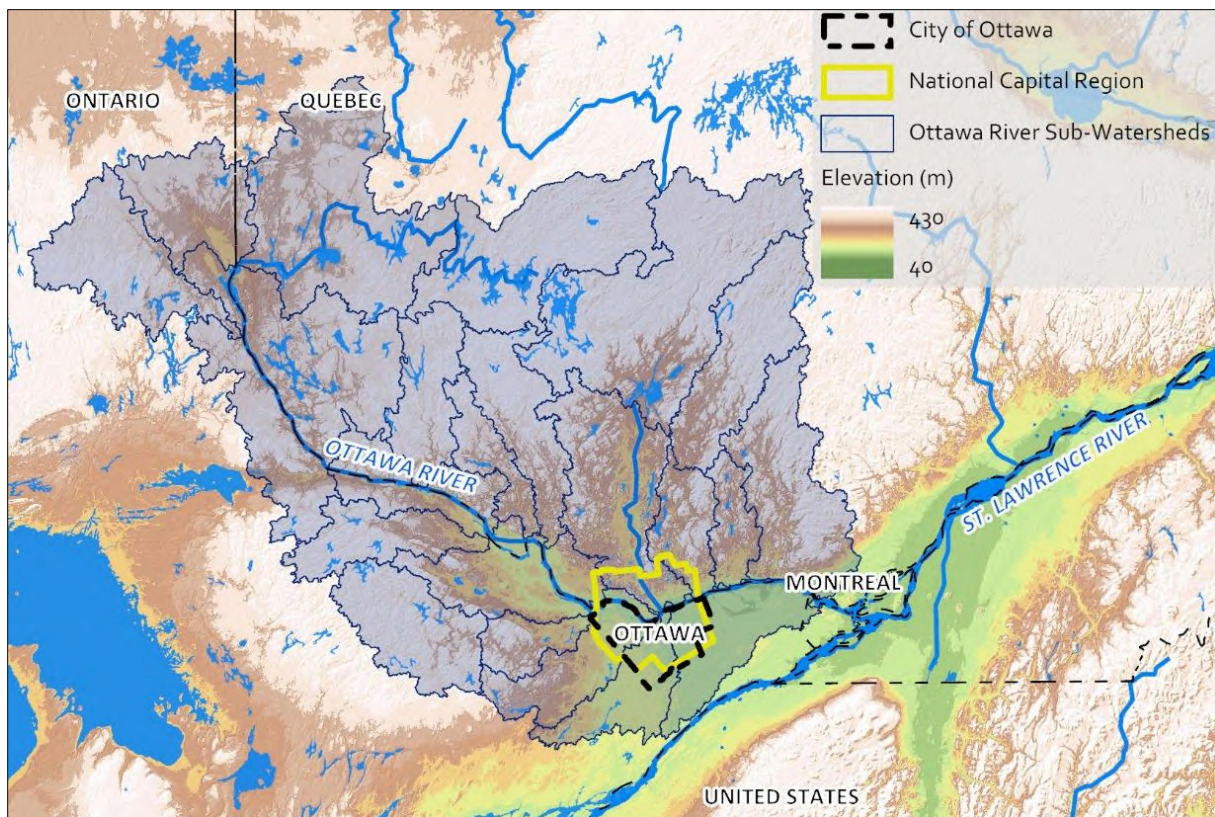 City of Ottawa
National Capital Region
Ottawa River Sub-Watersheds
Elevation (m)
430
40
ONTARIO
QUEBEC
OTTAWA RIVER
ST. LAWRENCE RIVER
MONTREAL
OTTAWA
UNITED STATES